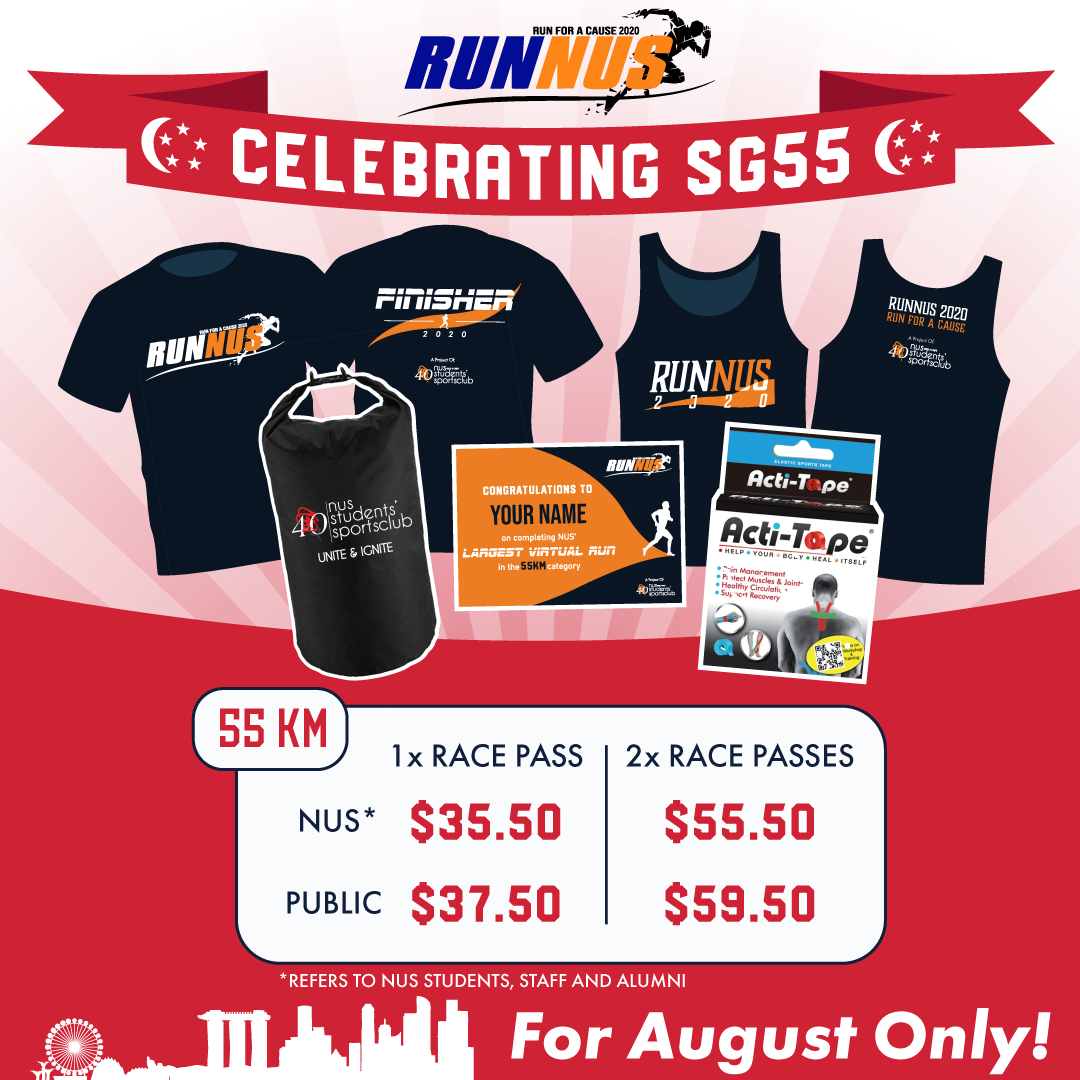 RUN FOR A CAUSE 2020
RUNNUS
CELEBRATING SG55
RUN FOR A CAUSE 2020
RUNNUS
FINISHER
2020
A Project Of:
40 nus
students'
sportsclub
RUNNUS
2020
RUNNUS 2020
RUN FOR A CAUSE
A Project Of:
40 nus
students'
sportsclub
40 nus
students'
sportsclub
UNITE & IGNITE
RUNNUS
CONGRATULATIONS TO
YOUR NAME
on completing NUS'
LARGEST VIRTUAL RUN
in the 55KM category
A Project Of:
40 nus
students'
sportsclub
ELASTIC SPORTS TAPE
Acti-Tape®
Acti-Tape®
• HELP • YOUR • BODY • HEAL • ITSELF
• Pain Management
• Protect Muscles & Joints
• Healthy Circulation
• Support Recovery
Workshop
&
Training
55 KM
1x RACE PASS
2x RACE PASSES
NUS*
$35.50
$55.50
PUBLIC
$37.50
$59.50
*REFERS TO NUS STUDENTS, STAFF AND ALUMNI
For August Only!